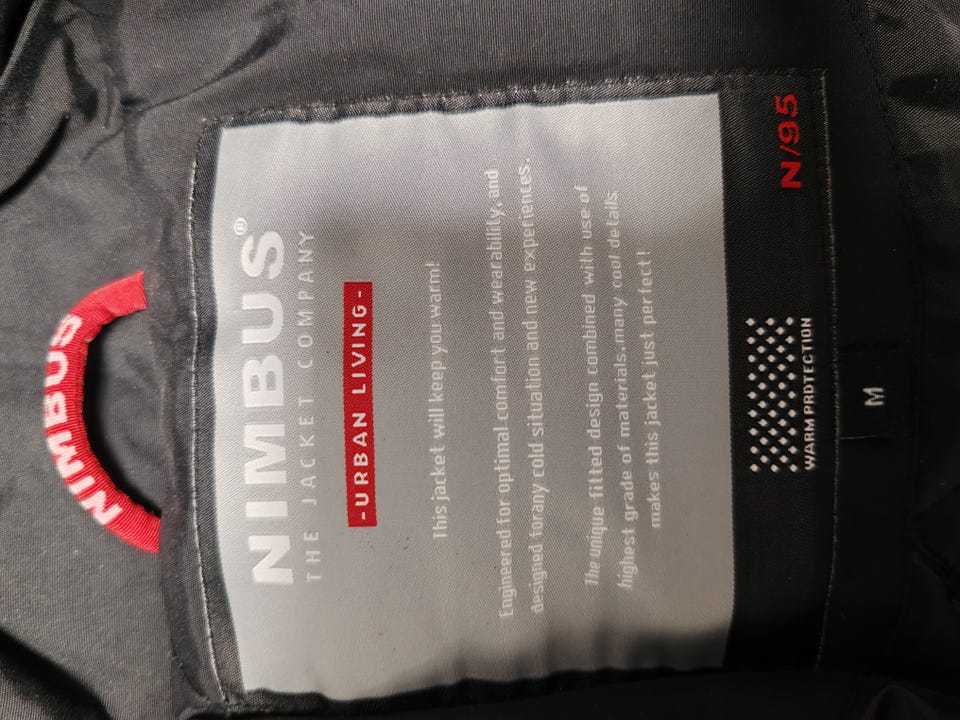 NIMBUS
NIMBUS®
THE JACKET COMPANY
-URBAN LIVING-
This jacket will keep you warm!
Engineered for optimal comfort and wearability, and
designed forany cold situation and new experiences.
The unique fitted design combined with use of
highest grade of materials,many cool details
makes this jacket just perfect!
WARM PROTECTION
N/95
M